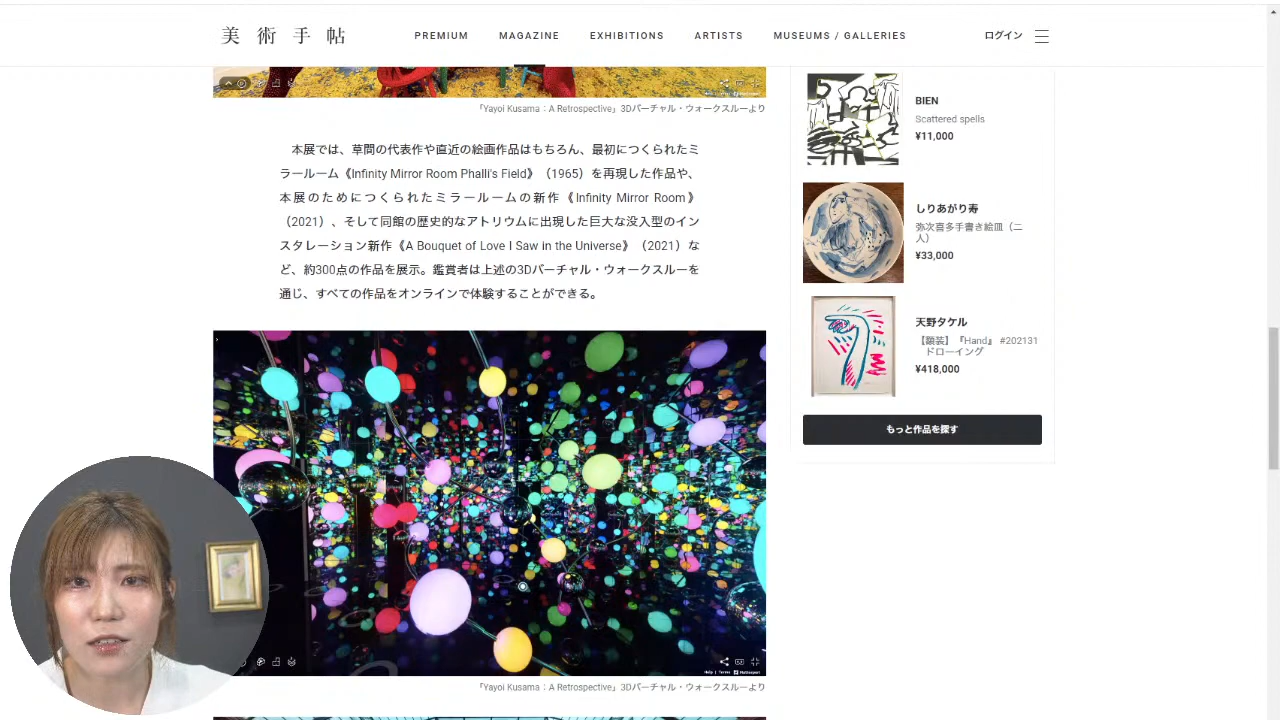 美術手帖
PREMIUM
MAGAZINE
EXHIBITIONS
ARTISTS
MUSEUMS / GALLERIES
ログイン
「Yayoi Kusama：A Retrospective」3Dバーチャル・ウォークスルーより
本展では、草間の代表作や直近の絵画作品はもちろん、最初につくられたミ
ラールーム《Infinity Mirror Room Phalli's Field》（1965）を再現した作品や、
本展のためにつくられたミラールームの新作《Infinity Mirror Room》
（2021）、そして同館の歴史的なアトリウムに出現した巨大な没入型のイン
スタレーション新作《A Bouquet of Love I Saw in the Universe》（2021）な
ど、約300点の作品を展示。鑑賞者は上述の3Dバーチャル・ウォークスルーを
通じ、すべての作品をオンラインで体験することができる。
Help | Terms Matterport
「Yayoi Kusama：A Retrospective」3Dバーチャル・ウォークスルーより
BIEN
Scattered spells
¥11,000
しりあがり寿
弥次喜多手書き絵皿（二
人）
¥33,000
天野タケル
【額装】『Hand』 #202131
ドローイング
¥418,000
もっと作品を探す